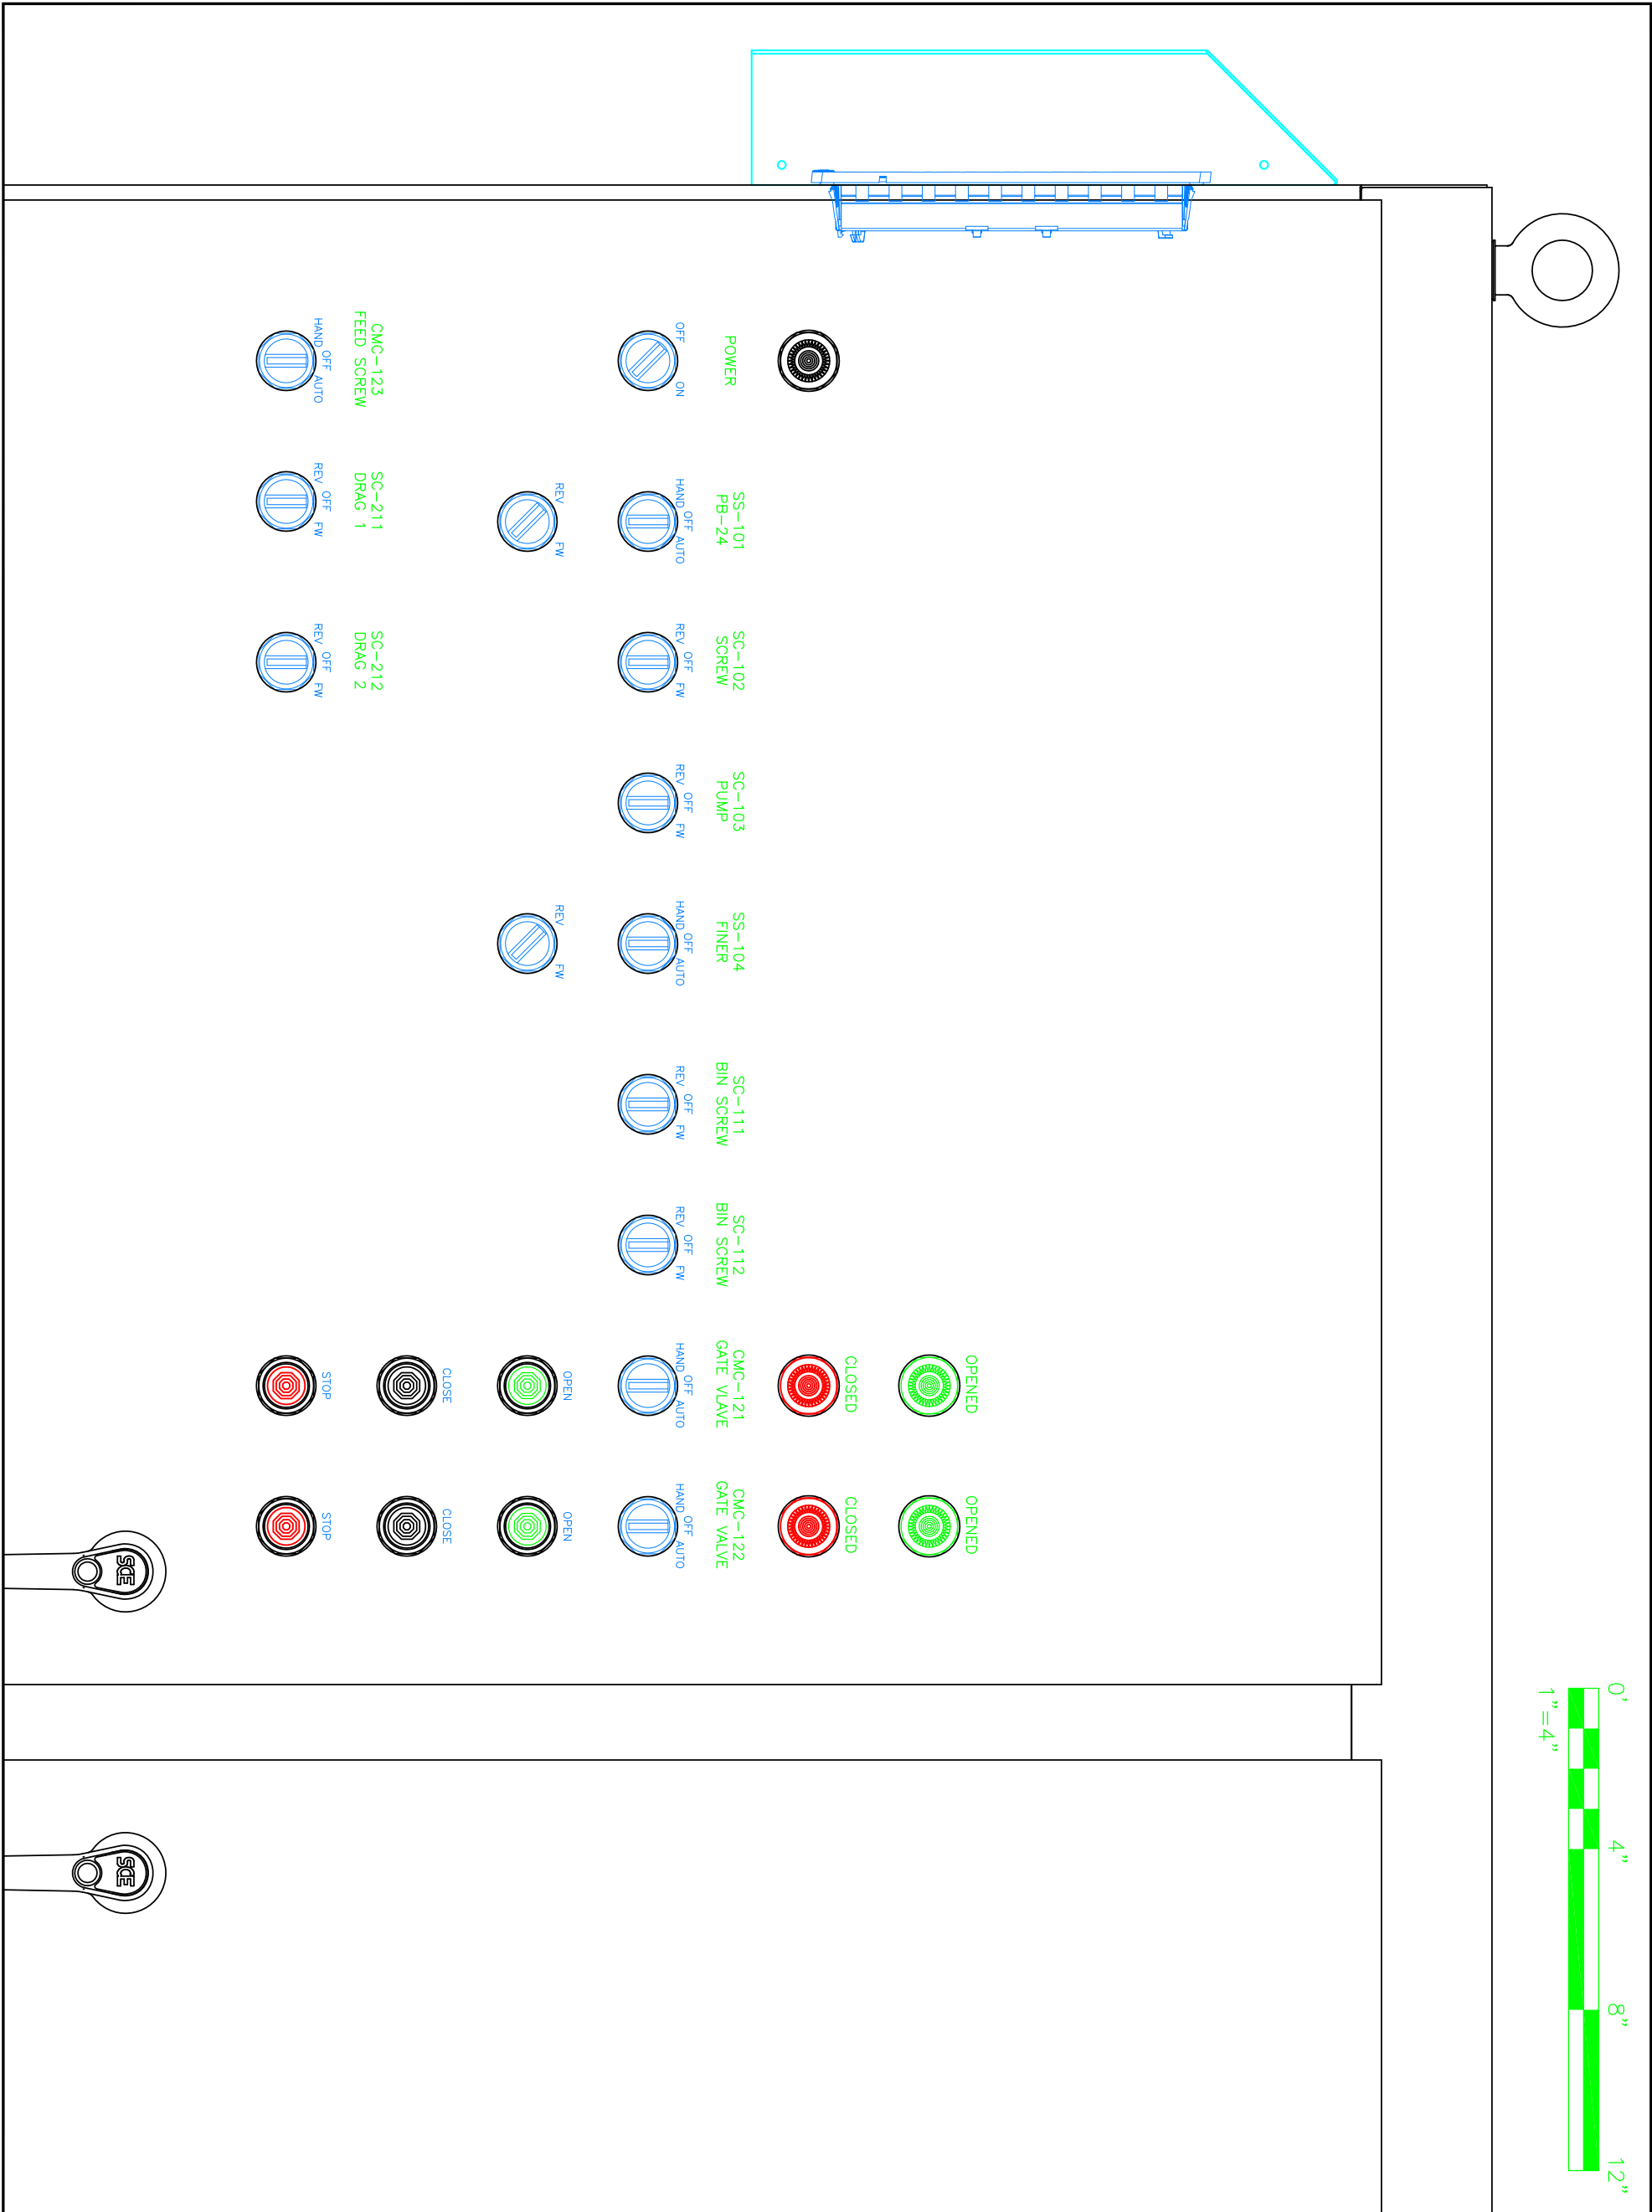 0' 4" 8" 12"
1"=4"
OPENED
OPENED
CLOSED
CLOSED
POWER
SS-101
PB-24
SC-102
SCREW
SC-103
PUMP
SS-104
FINER
SC-111
BIN SCREW
SC-112
BIN SCREW
CMC-121
GATE VLAVE
CMC-122
GATE VALVE
OFF ON
HAND OFF AUTO
REV OFF FW
REV OFF FW
HAND OFF AUTO
REV OFF FW
REV OFF FW
HAND OFF AUTO
HAND OFF AUTO
REV FW
REV FW
OPEN
OPEN
CLOSE
CLOSE
CMC-123
FEED SCREW
SC-211
DRAG 1
SC-212
DRAG 2
HAND OFF AUTO
REV OFF FW
REV OFF FW
STOP
STOP
SCE
SCE